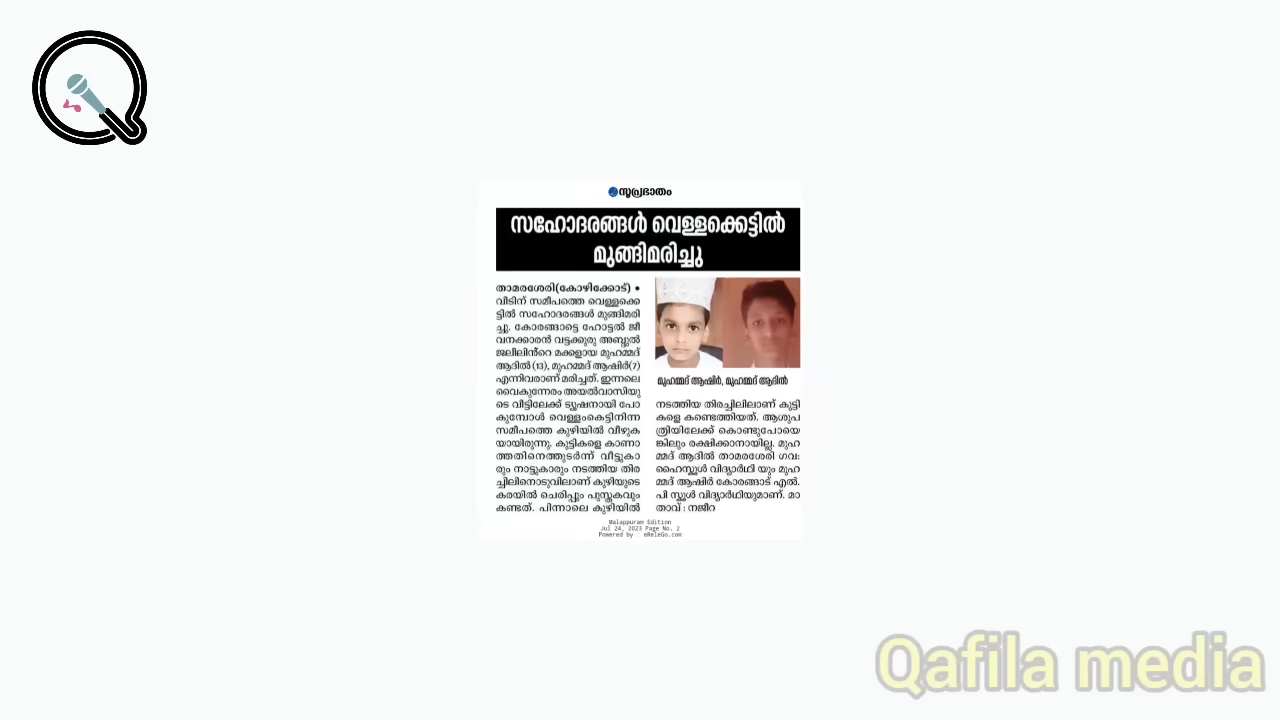 സുപ്രഭാതം
സഹോദരങ്ങൾ വെള്ളക്കെട്ടിൽ
മുങ്ങിമരിച്ചു
താമരശേരി(കോഴിക്കോട്) •
വീടിന് സമീപത്തെ വെള്ളക്കെ
ട്ടിൽ സഹോദരങ്ങൾ മുങ്ങിമരി
ച്ചു. കോരങ്ങാട്ടെ ഹോട്ടൽ ജീ
വനക്കാരൻ വട്ടക്കുരു അബ്ദുൽ
ജലീലിൻ്റെ മക്കളായ മുഹമ്മദ്
ആദിൽ (13), മുഹമ്മദ് ആഷിർ(7)
എന്നിവരാണ് മരിച്ചത്. ഇന്നലെ
വൈകുന്നേരം അയൽവാസിയു
ടെ വീട്ടിലേക്ക് ട്യൂഷനായി പോ
കുമ്പോൾ വെള്ളംകെട്ടിനിന്ന
സമീപത്തെ കുഴിയിൽ വീഴുക
യായിരുന്നു. കുട്ടികളെ കാണാ
ത്തതിനെത്തുടർന്ന് വീട്ടുകാ
രും നാട്ടുകാരും നടത്തിയ തിര
ച്ചിലിനൊടുവിലാണ് കുഴിയുടെ
കരയിൽ ചെരിപ്പും പുസ്തകവും
കണ്ടത്. പിന്നാലെ കുഴിയിൽ
മുഹമ്മദ് ആഷിർ, മുഹമ്മദ് ആദിൽ
നടത്തിയ തിരച്ചിലിലാണ് കുട്ടി
കളെ കണ്ടെത്തിയത്. ആശുപ
ത്രിയിലേക്ക് കൊണ്ടുപോയെ
ങ്കിലും രക്ഷിക്കാനായില്ല. മുഹ
മ്മദ് ആദിൽ താമരശേരി ഗവ:
ഹൈസ്കൂൾ വിദ്യാർഥി യും മുഹ
മ്മദ് ആഷിർ കോരങ്ങാട് എൽ.
പി സ്കൂൾ വിദ്യാർഥിയുമാണ്. മാ
താവ് : നജീറ
Malappuram Edition
Jul 24, 2023 Page No. 2
Powered by : eReleGo.com
Qafila media